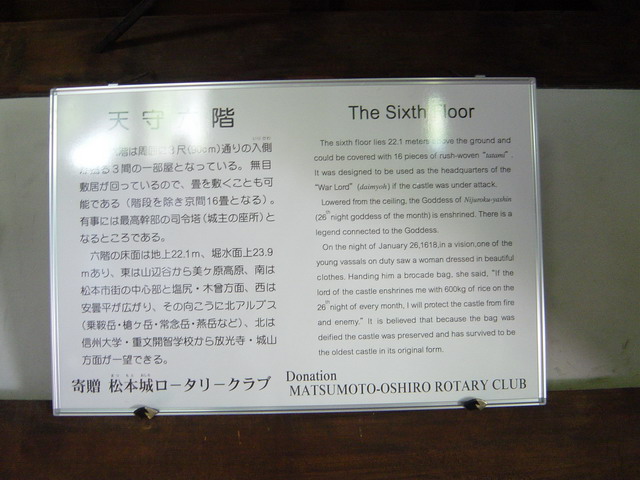 天守六階
階は周囲に3尺(90cm)通りの入側
3間の一部屋となっている。無目
敷居が回っているので、畳を敷くことも可
能である(階段を除き京間16畳となる)。
有事には最高幹部の司令塔(城主の座所)と
なるところである。
六階の床面は地上22.1m、堀水面上23.9
mあり、東は山辺谷から美ヶ原高原、南は
松本市街の中心部と塩尻・木曽方面、西は
安曇平が広がり、その向こうに北アルプス
(乗鞍岳・槍ヶ岳・常念岳・燕岳など)、北は
信州大学・重文開智学校から放光寺・城山
方面が一望できる。
寄贈 松本城ロータリークラブ
The Sixth Floor
The sixth floor lies 22.1 meters above the ground and
could be covered with 16 pieces of rush-woven "tatami".
It was designed to be used as the headquarters of the
"War Lord" (daimyoh) if the castle was under attack.
Lowered from the ceiling, the Goddess of Nijuroku-yashin
(26th night goddess of the month) is enshrined. There is a
legend connected to the Goddess.
On the night of January 26,1618,in a vision,one of the
young vassals on duty saw a woman dressed in beautiful
clothes. Handing him a brocade bag, she said, "If the
lord of the castle enshrines me with 600kg of rice on the
26th night of every month, I will protect the castle from fire
and enemy." It is believed that because the bag was
deified the castle was preserved and has survived to be
the oldest castle in its original form.
Donation
MATSUMOTO-OSHIRO ROTARY CLUB